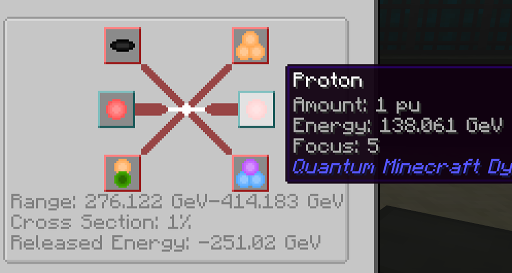 Proton
Amount: 1 pu
Energy: 138.061 GeV
Focus: 5
Quantum Minecraft Dy
Range: 276.122 GeV-414.183 GeV
Cross Section: 1%
Released Energy: -251.02 GeV